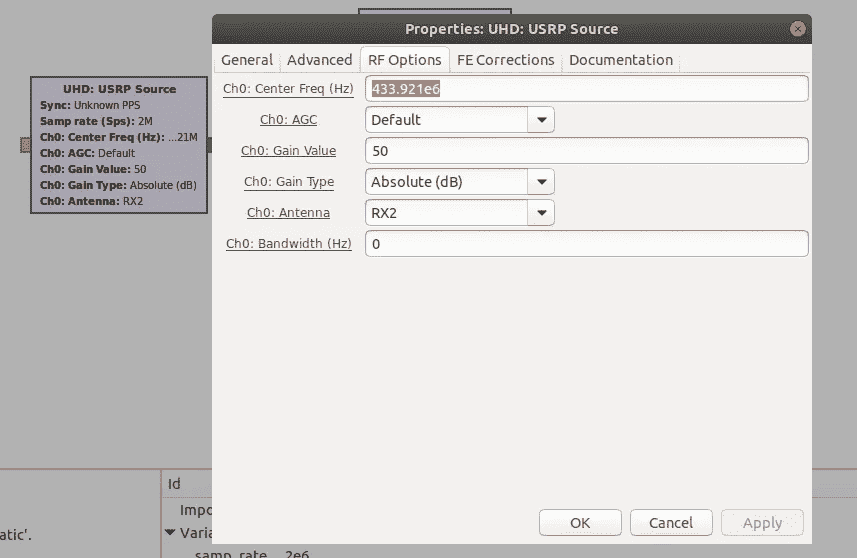 Properties: UHD: USRP Source
General Advanced RF Options FE Corrections Documentation
Ch0: Center Freq (Hz) 433.921e6
Ch0: AGC Default
Ch0: Gain Value 50
Ch0: Gain Type Absolute (dB)
Ch0: Antenna RX2
Ch0: Bandwidth (Hz) 0
OK Cancel Apply
UHD: USRP Source
Sync: Unknown PPS
Samp rate (Sps): 2M
Ch0: Center Freq (Hz): ...21M
Ch0: AGC: Default
Ch0: Gain Value: 50
Ch0: Gain Type: Absolute (dB)
Ch0: Antenna: RX2
Id
Impo
atic'.
Varia
samp_rate 2e6